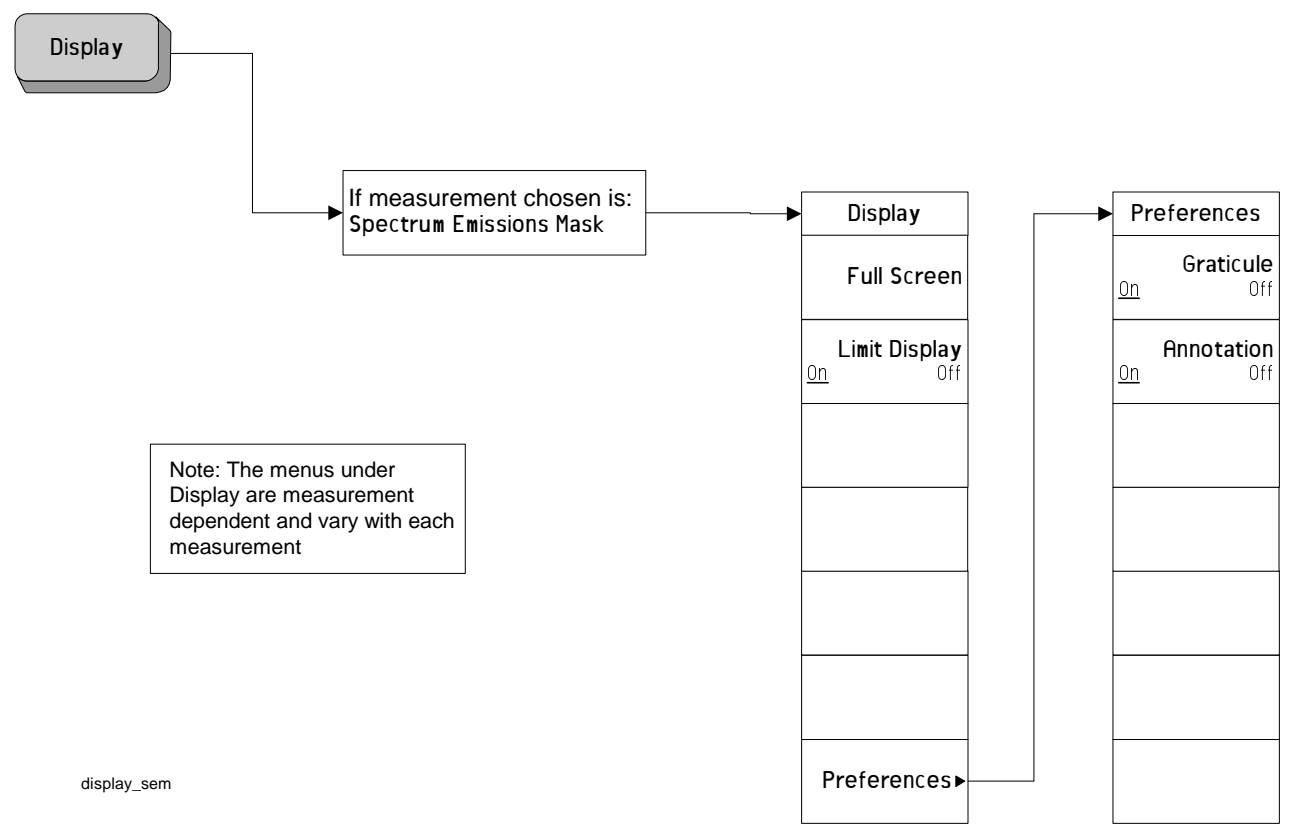 Display
If measurement chosen is:
Spectrum Emissions Mask
Display
Full Screen
Limit Display
On Off
Preferences
Preferences
Graticule
On Off
Annotation
On Off
Note: The menus under
Display are measurement
dependent and vary with each
measurement
display_sem